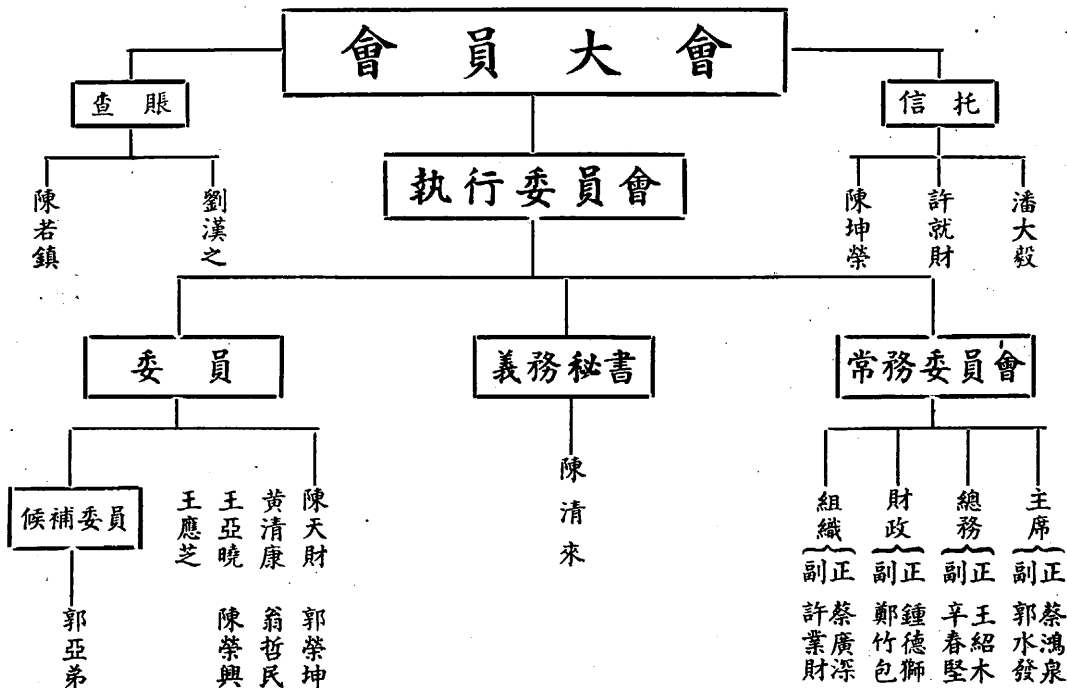 會員大會
查賬
信托
執行委員會
陳若鎮
劉漢之
陳坤榮
許就財
潘大毅
委員
義務秘書
常務委員會
候補委員
郭亞弟
王應芝
王亞曉
陳榮興
黃清康
翁哲民
陳天財
郭榮坤
陳清來
組織
副
許業財
正
蔡廣深
財政
副
鄭竹包
正
鍾德獅
總務
副
辛春堅
正
王紹木
主席
副
郭水發
正
蔡鴻泉